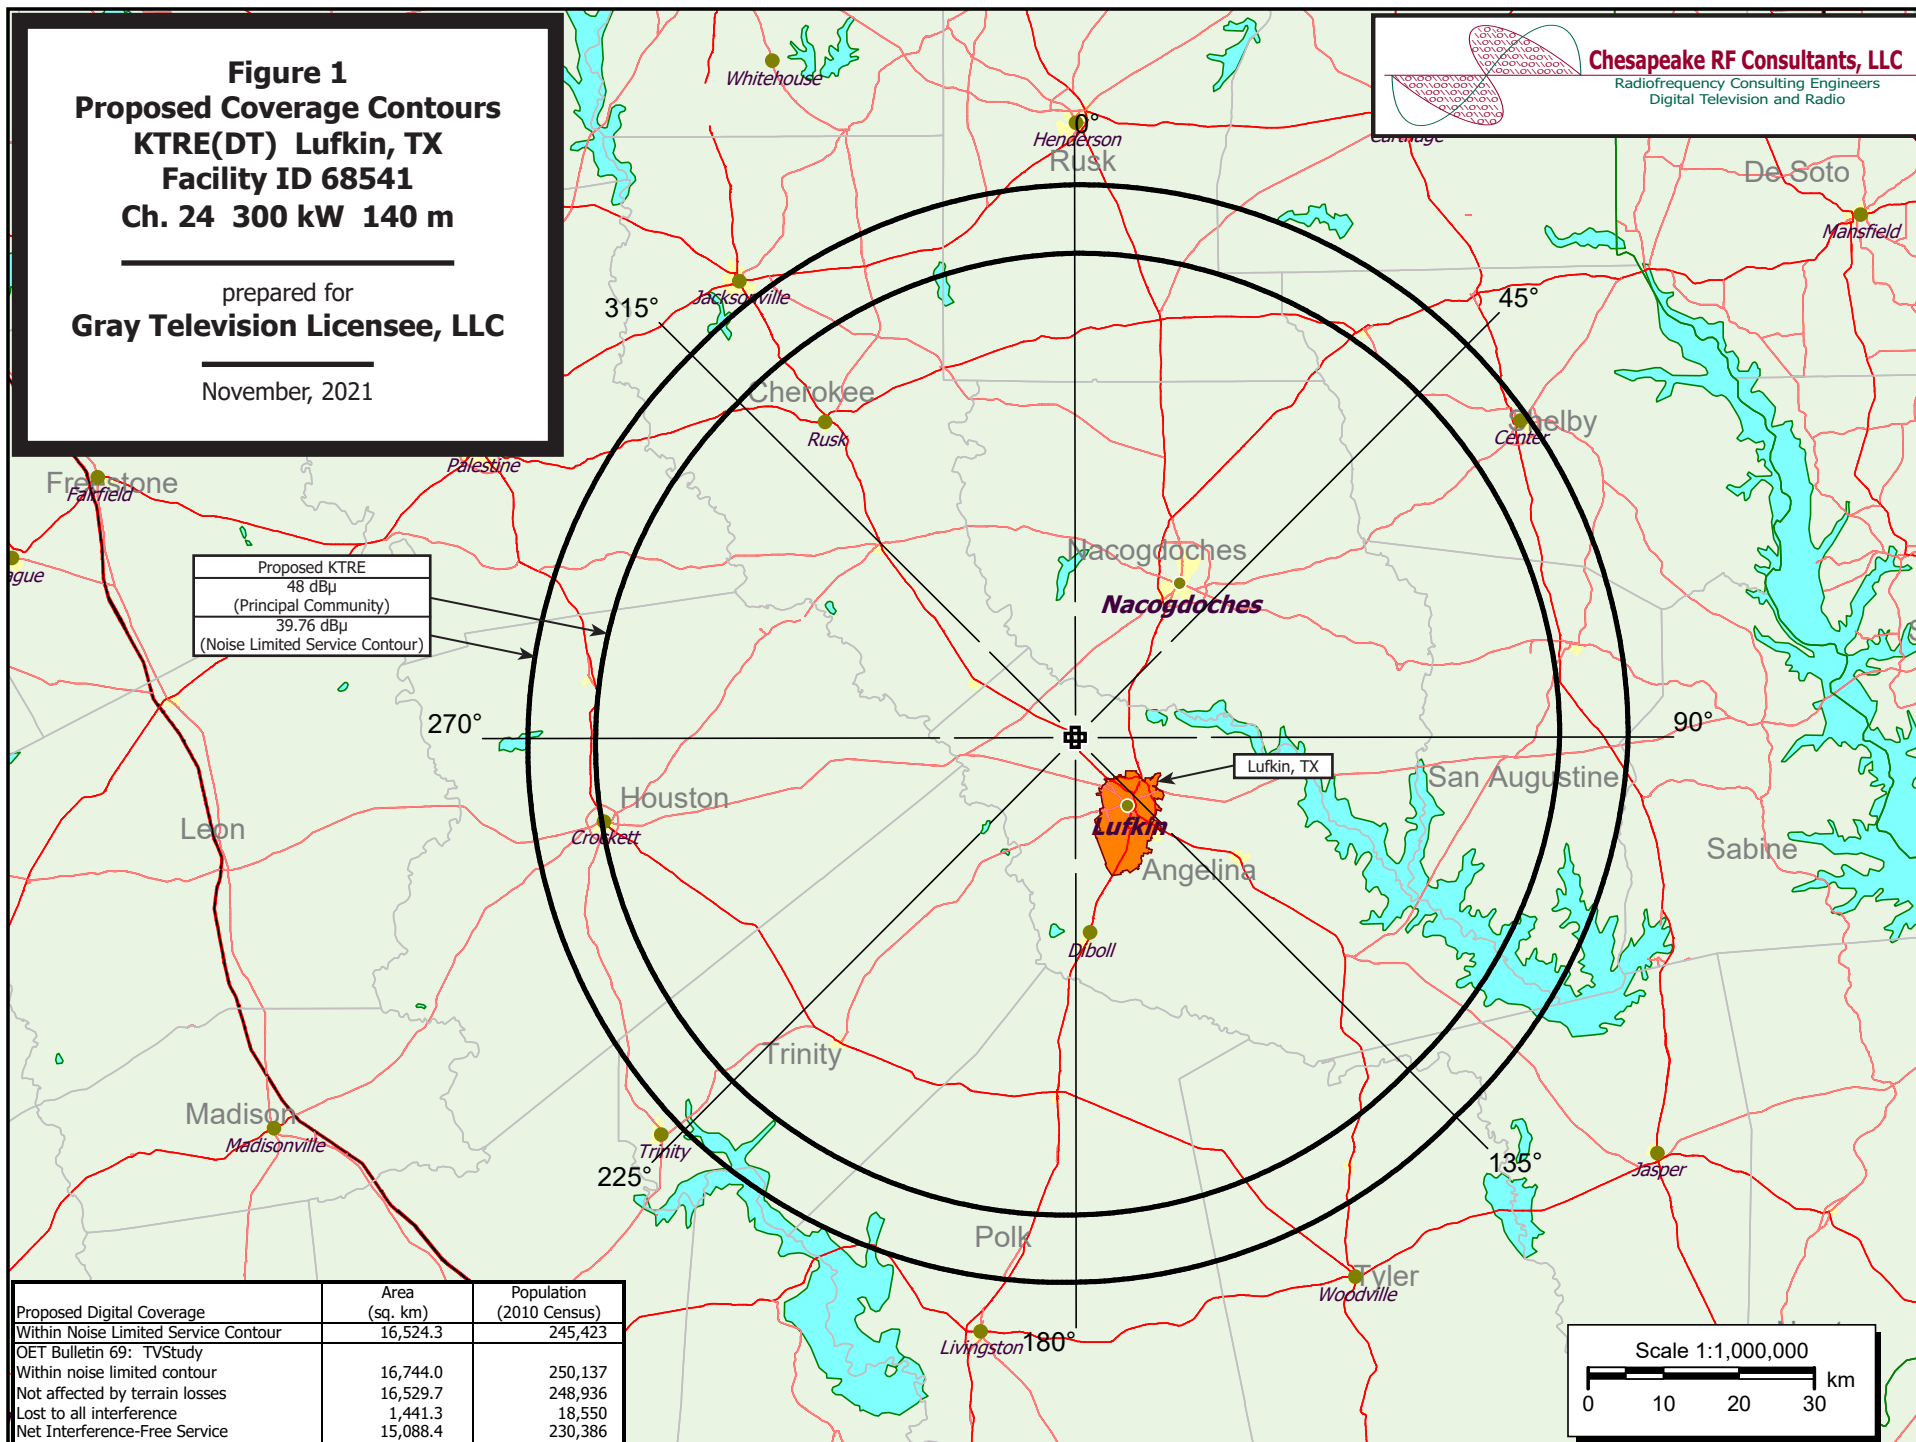 Figure 1
Proposed Coverage Contours
KTRE(DT) Lufkin, TX
Facility ID 68541
Ch. 24 300 kW 140 m
prepared for
Gray Television Licensee, LLC
November, 2021
Chesapeake RF Consultants, LLC
Radiofrequency Consulting Engineers
Digital Television and Radio
Whitehouse
0°
Henderson
Rusk
De Soto
Mansfield
Jacksonville
315°
45°
Cherokee
Rusk
Shelby
Center
Palestine
Freestone
Fairfield
Proposed KTRE
48 dBµ
(Principal Community)
39.76 dBµ
(Noise Limited Service Contour)
Nacogdoches
Nacogdoches
270°
90°
Lufkin, TX
San Augustine
Houston
Crockett
Leon
Lufkin
Angelina
Sabine
Diboll
Trinity
Madison
Madisonville
Trinity
225°
135°
Jasper
Polk
Tyler
Woodville
Livingston
180°
Proposed Digital Coverage Area (sq. km) Population (2010 Census)
Within Noise Limited Service Contour 16,524.3 245,423
OET Bulletin 69: TVStudy
Within noise limited contour 16,744.0 250,137
Not affected by terrain losses 16,529.7 248,936
Lost to all interference 1,441.3 18,550
Net Interference-Free Service 15,088.4 230,386
Scale 1:1,000,000
km
0 10 20 30